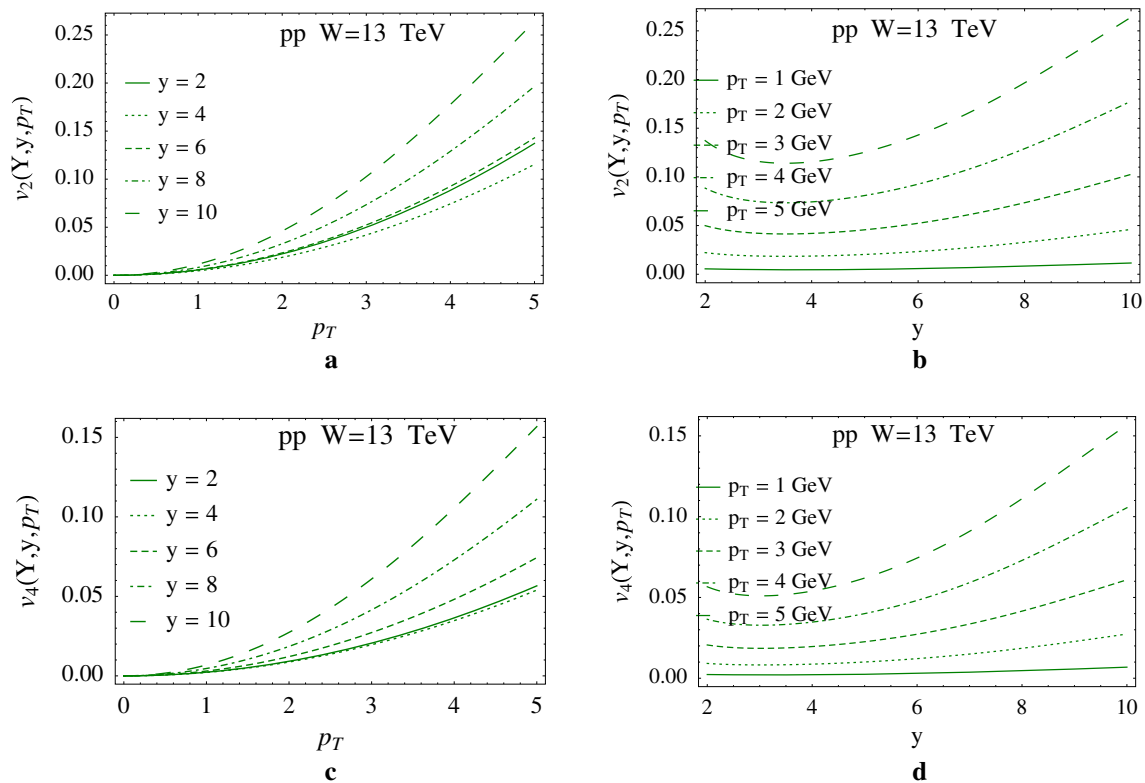 pp W=13 TeV
v2(Y,y,pT)
0.25
0.20
0.15
0.10
0.05
0.00
y = 2
y = 4
y = 6
y = 8
y = 10
0 1 2 3 4 5
pT
a
pp W=13 TeV
v2(Y,y,pT)
0.25
0.20
0.15
0.10
0.05
0.00
pT = 1 GeV
pT = 2 GeV
pT = 3 GeV
pT = 4 GeV
pT = 5 GeV
2 4 6 8 10
y
b
pp W=13 TeV
v4(Y,y,pT)
0.15
0.10
0.05
0.00
y = 2
y = 4
y = 6
y = 8
y = 10
0 1 2 3 4 5
pT
c
pp W=13 TeV
v4(Y,y,pT)
0.15
0.10
0.05
0.00
pT = 1 GeV
pT = 2 GeV
pT = 3 GeV
pT = 4 GeV
pT = 5 GeV
2 4 6 8 10
y
d